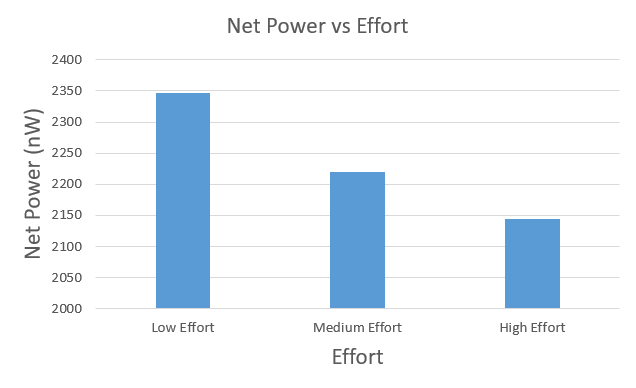 Net Power vs Effort
Net Power (nW)
2400
2350
2300
2250
2200
2150
2100
2050
2000
Low Effort
Medium Effort
High Effort
Effort